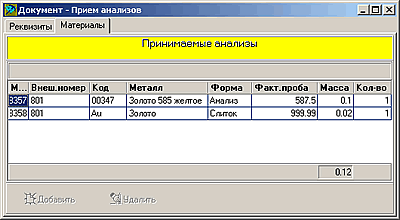 Документ - Прием анализов
Реквизиты Материалы
Принимаемые анализы
М... Внеш.номер Код Металл Форма Факт.проба Масса Кол-во
8357 801 00347 Золото 585 желтое Анализ 587.5 0.1 1
8358 801 Au Золото Слиток 999.99 0.02 1
0.12
Добавить Удалить